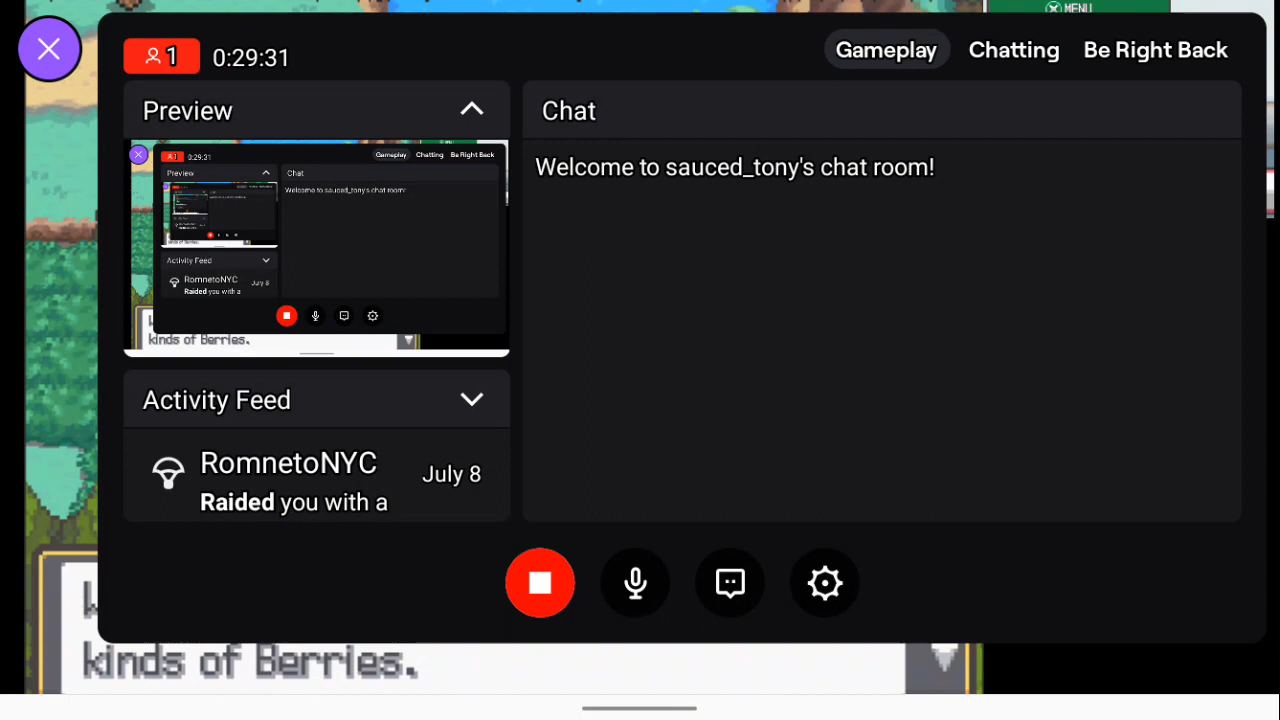 MENU
1 0:29:31
Gameplay Chatting Be Right Back
Preview
Chat
Welcome to sauced_tony's chat room!
1 0:29:31
Gameplay Chatting Be Right Back
Preview
Chat
Welcome to sauced_tony's chat room!
Activity Feed
RomnetoNYC July 8
Raided you with a
kinds of Berries.
Activity Feed
RomnetoNYC
July 8
Raided you with a
kinds of Berries.